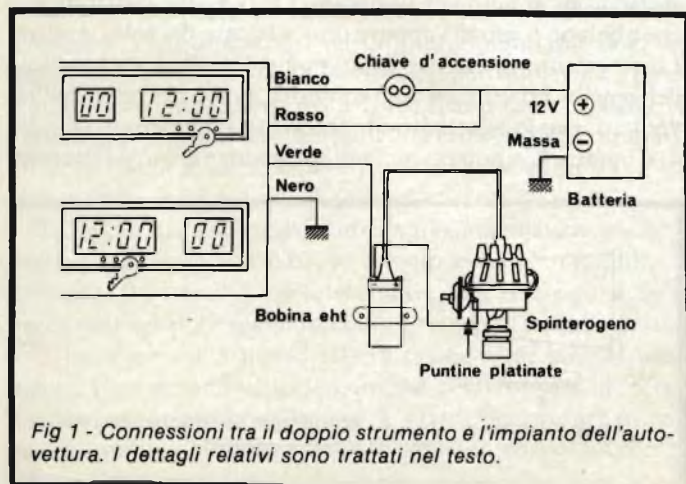 00 12:00
Bianco
Chiave d'accensione
Rosso
12V
Verde
Massa
Nero
Batteria
12:00 00
Bobina eht
Spinterogeno
Puntine platinate
Fig 1 - Connessioni tra il doppio strumento e l'impianto dell'auto-
vettura. I dettagli relativi sono trattati nel testo.